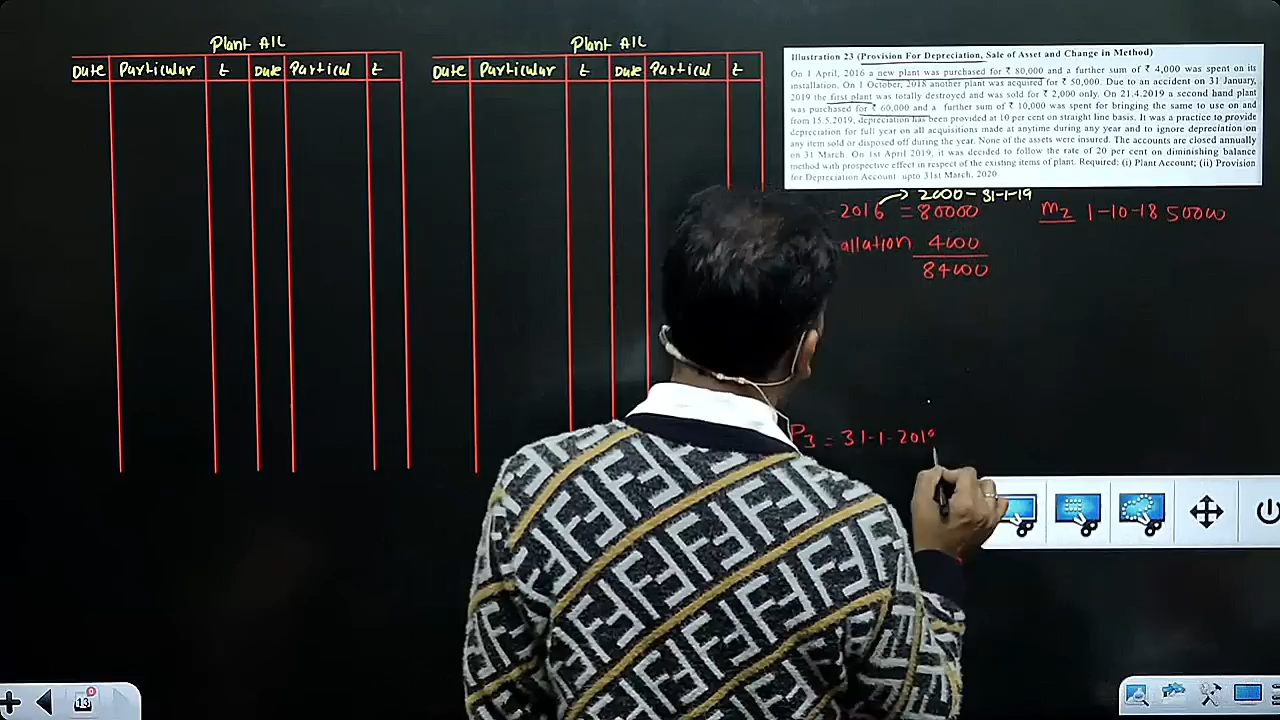 Plant A/C
Date Particular ₹ Date Particul ₹
Plant A/C
Date Particular ₹ Date Particul ₹
Illustration 23 (Provision For Depreciation, Sale of Asset and Change in Method)
On 1 April, 2016 a new plant was purchased for ₹ 80,000 and a further sum of ₹ 4,000 was spent on its
installation. On 1 October, 2018 another plant was acquired for ₹ 50,000. Due to an accident on 31 January,
2019 the first plant was totally destroyed and was sold for ₹ 2,000 only. On 21.4.2019 a second hand plant
was purchased for ₹ 60,000 and a further sum of ₹ 10,000 was spent for bringing the same to use on and
from 15.5.2019, depreciation has been provided at 10 per cent on straight line basis. It was a practice to provide
depreciation for full year on all acquisitions made at anytime during any year and to ignore depreciation on
any item sold or disposed off during the year. None of the assets were insured. The accounts are closed annually
on 31 March. On 1st April 2019, it was decided to follow the rate of 20 per cent on diminishing balance
method with prospective effect in respect of the existing items of plant. Required: (i) Plant Account; (ii) Provision
for Depreciation Account upto 31st March, 2020
→ 2000 - 31-1-19
-2016 = 80000
M2 1-10-18 50000
allation 4000
84000
P3 = 31-1-201
13
0